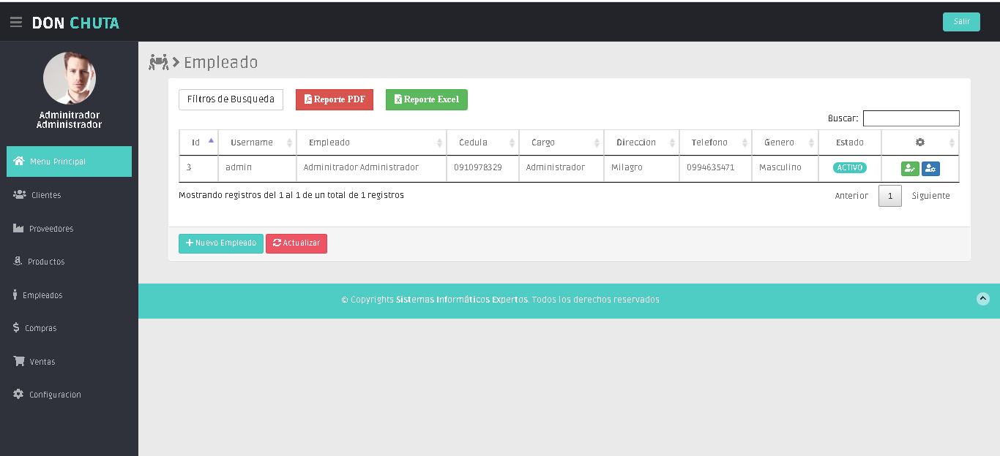 DON CHUTA
Salir
Adminitrador
Administrador
Menu Principal
Clientes
Proveedores
Productos
Empleados
Compras
Ventas
Configuracion
Empleado
Filtros de Busqueda Reporte PDF Reporte Excel
Buscar:
Id Username Empleado Cedula Cargo Direccion Telefono Genero Estado
3 admin Adminitrador Administrador 0910978329 Administrador Milagro 0994635471 Masculino ACTIVO
Mostrando registros del 1 al 1 de un total de 1 registros
Anterior 1 Siguiente
Nuevo Empleado Actualizar
© Copyrights Sistemas Informáticos Expertos. Todos los derechos reservados